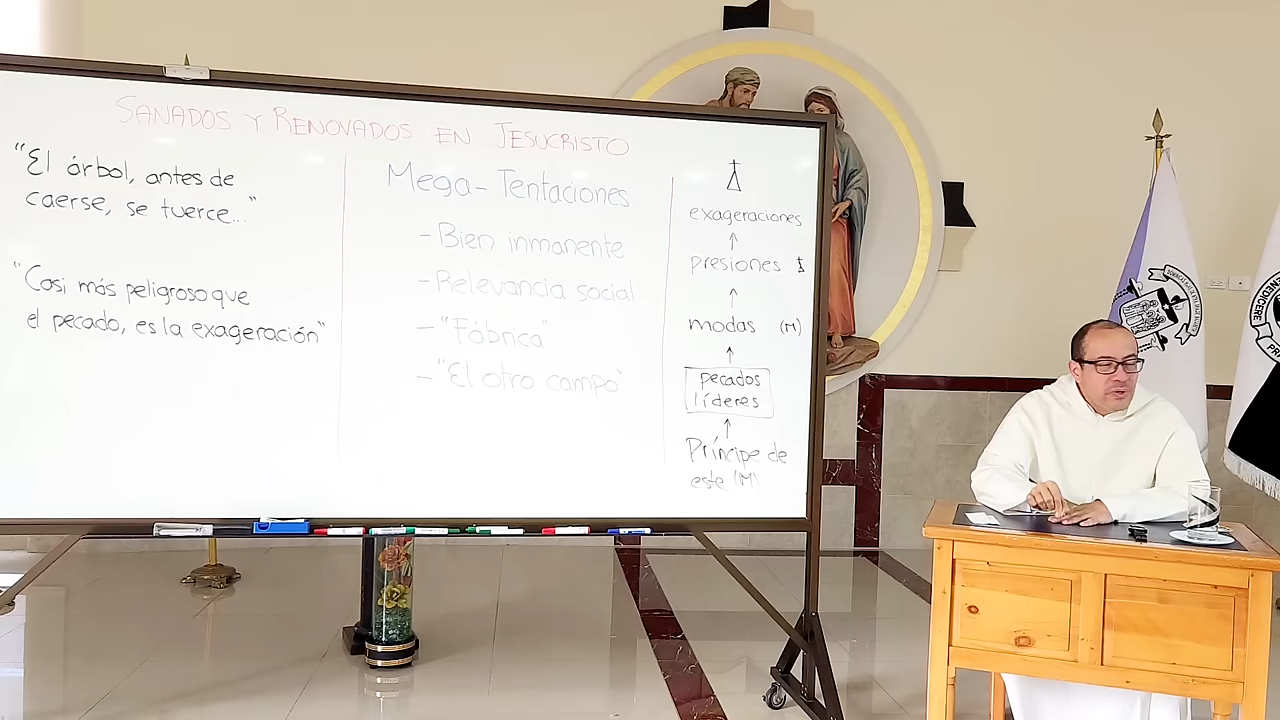 SANADOS Y RENOVADOS EN JESUCRISTO
"El árbol, antes de
caerse, se tuerce..."
"Casi más peligroso que
el pecado, es la exageración"
Mega-Tentaciones
- Bien inmanente
- Relevancia social
- "Fábrica"
- "El otro campo"
exageraciones
↑
presiones
↑
modas (M)
↑
pecados
líderes
↑
Príncipe de
este (M)
BENEDICERE